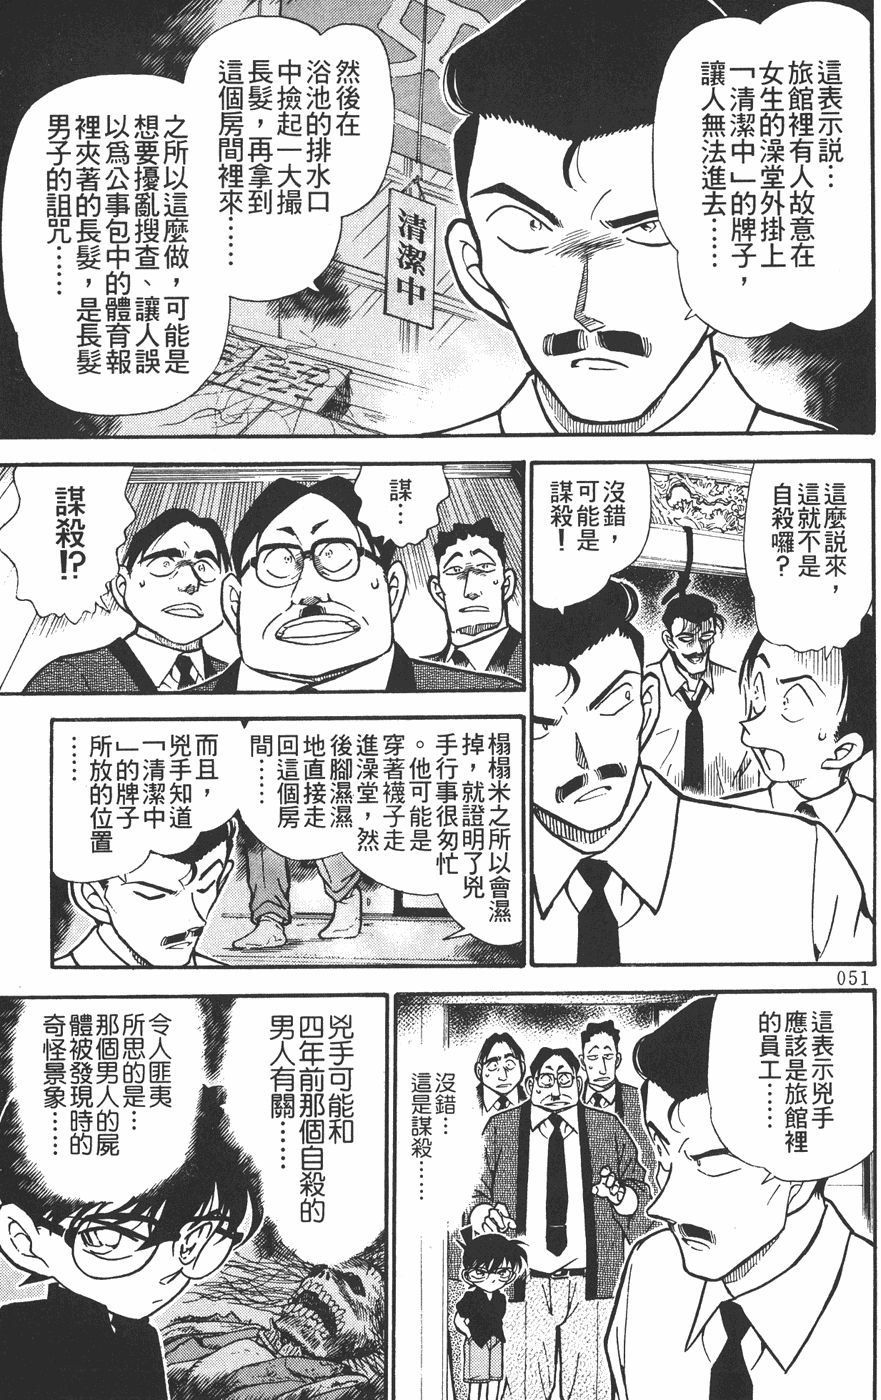 這表示説…
旅館裡有人故意在
女生的澡堂外掛上
「清潔中」的牌子，
讓人無法進去……
然後在
浴池的排水口
中撿起一大撮
長髮，再拿到
這個房間裡來……
清潔中
之所以這麼做，可能是
想要擾亂搜查、讓人誤
以爲公事包中的體育報
裡夾著的長髮，是長髮
男子的詛咒……
這麼說來，
這就不是
自殺囉？
沒錯，
可能是
謀殺！
謀…
謀殺!?
榻榻米之所以會濕
掉，就證明了兇
手行事很匆忙
。他可能是
穿著襪子走
進澡堂，然
後腳濕濕
地直接走
回這個房
間……
而且，
兇手知道
「清潔中
」的牌子
所放的位置
……
051
這表示兇手
應該是旅館裡
的員工……
沒錯…
這是謀殺……
兇手可能和
四年前那個自殺的
男人有關……
令人匪夷
所思的是…
那個男人的屍
體被發現時的
奇怪景象……